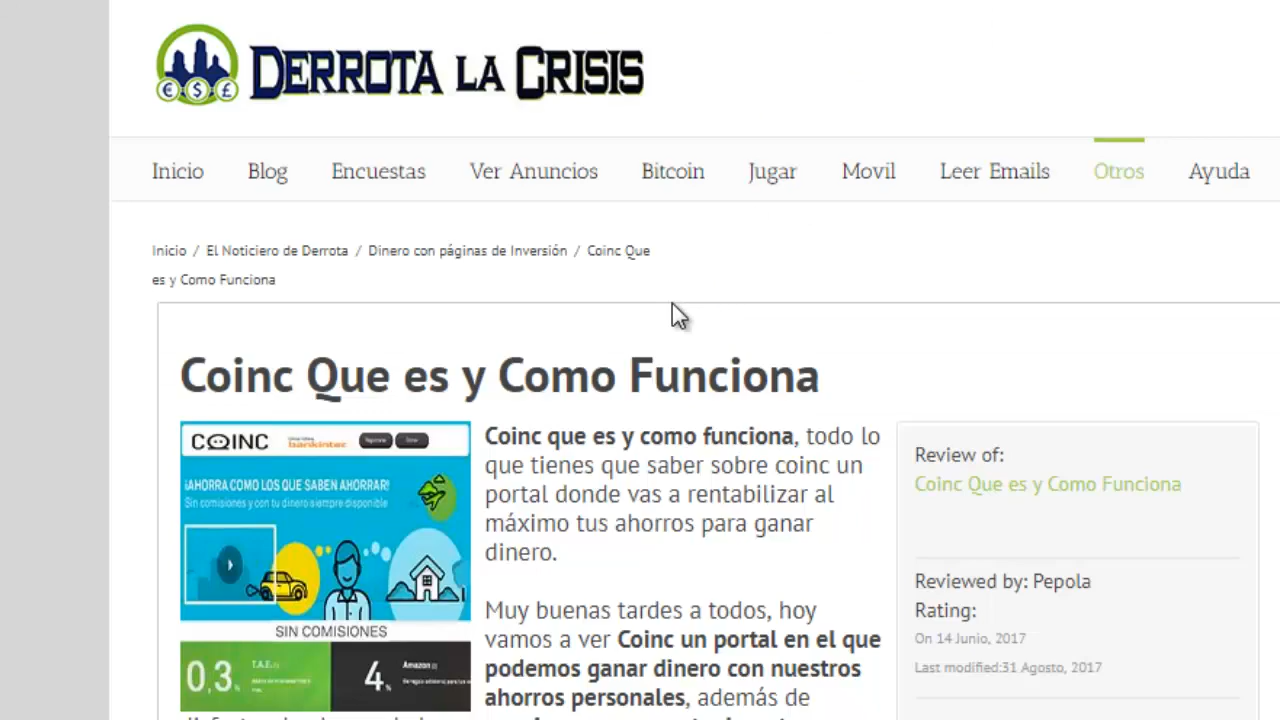 DERROTA LA CRISIS
Inicio Blog Encuestas Ver Anuncios Bitcoin Jugar Movil Leer Emails Otros Ayuda
Inicio / El Noticiero de Derrota / Dinero con páginas de Inversión / Coinc Que
es y Como Funciona
Coinc Que es y Como Funciona
COINC bankinter
¡AHORRA COMO LOS QUE SABEN AHORRAR!
Sin comisiones y con tu dinero siempre disponible
SIN COMISIONES
0,3% T.A.E.
4% Amazon
Coinc que es y como funciona, todo lo
que tienes que saber sobre coinc un
portal donde vas a rentabilizar al
máximo tus ahorros para ganar
dinero.
Muy buenas tardes a todos, hoy
vamos a ver Coinc un portal en el que
podemos ganar dinero con nuestros
ahorros personales, además de
Review of:
Coinc Que es y Como Funciona
Reviewed by: Pepola
Rating:
On 14 Junio, 2017
Last modified:31 Agosto, 2017